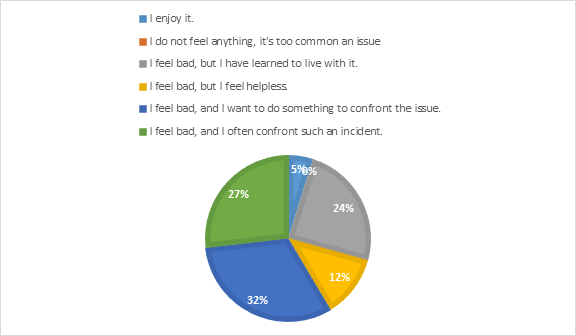 I enjoy it.
I do not feel anything, it's too common an issue
I feel bad, but I have learned to live with it.
I feel bad, but I feel helpless.
I feel bad, and I want to do something to confront the issue.
I feel bad, and I often confront such an incident.
5%
0%
27%
24%
12%
32%